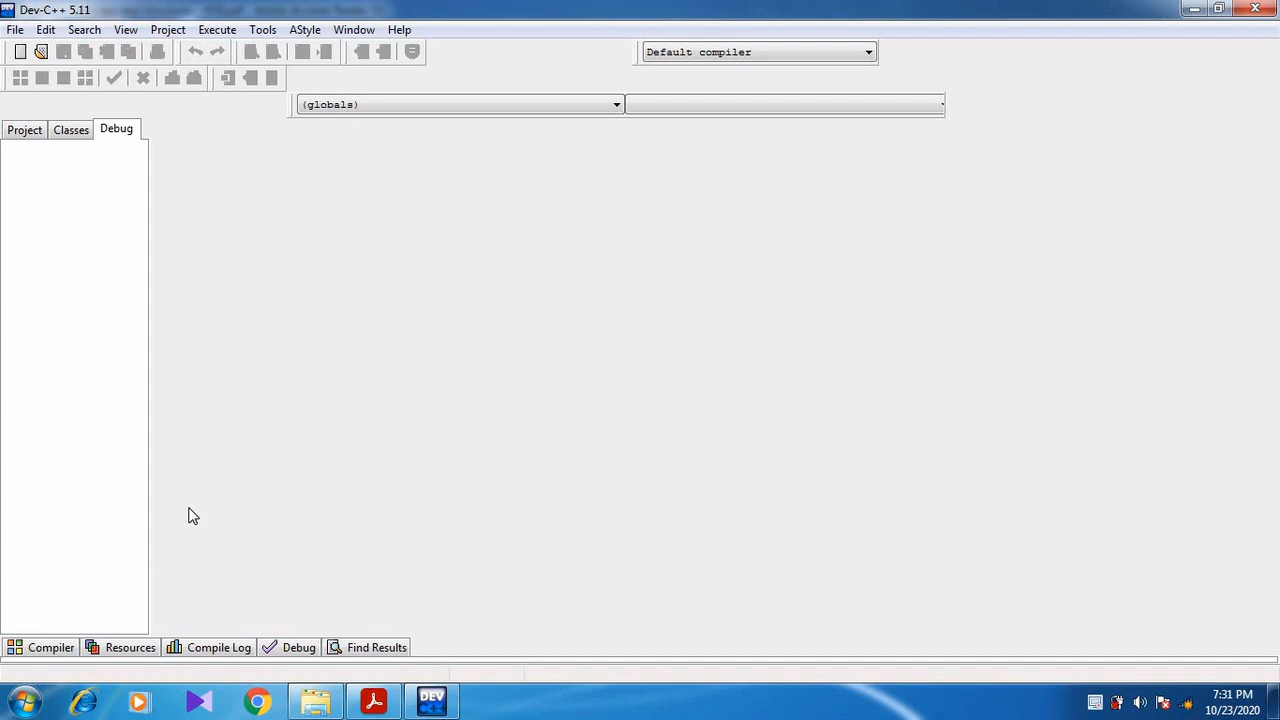 Dev-C++ 5.11
File Edit Search View Project Execute Tools AStyle Window Help
Default compiler
(globals)
Project Classes Debug
Compiler Resources Compile Log Debug Find Results
DEV
7:31 PM
10/23/2020